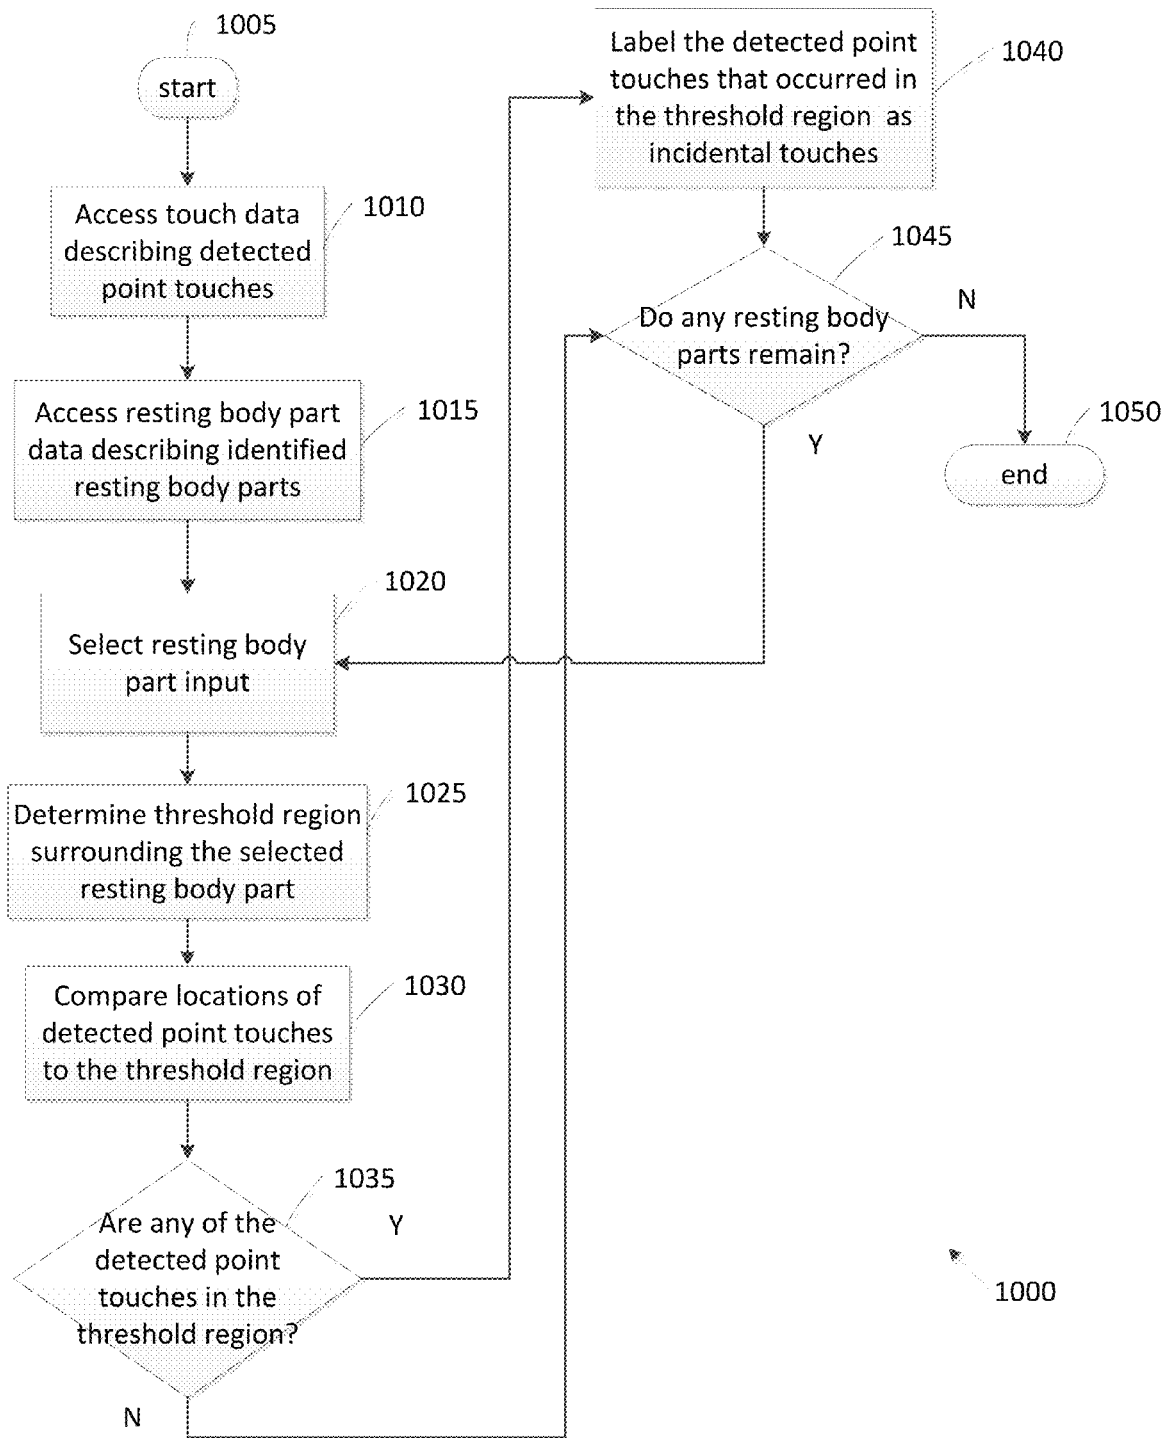 1005
start
1010
Access touch data
describing detected
point touches
1015
Access resting body part
data describing identified
resting body parts
1020
Select resting body
part input
1025
Determine threshold region
surrounding the selected
resting body part
1030
Compare locations of
detected point touches
to the threshold region
1035
Are any of the
detected point
touches in the
threshold region?
Y
N
1040
Label the detected point
touches that occurred in
the threshold region as
incidental touches
1045
Do any resting body
parts remain?
N
Y
1050
end
1000